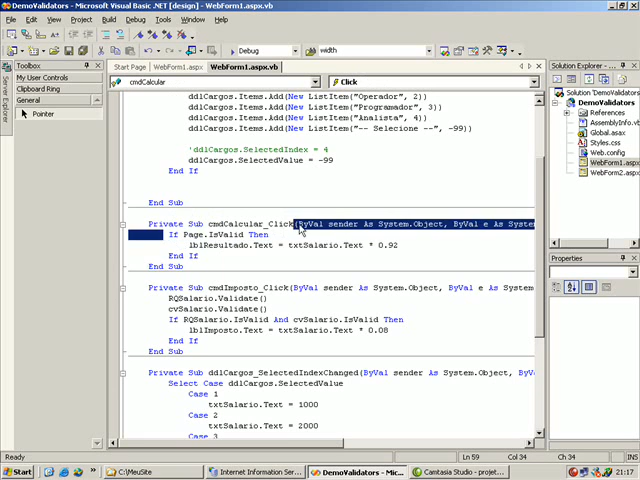 DemoValidators - Microsoft Visual Basic .NET [design] - WebForm1.aspx.vb
File Edit View Project Build Debug Tools Window Help
Debug width
Toolbox
My User Controls
Clipboard Ring
General
Pointer
Server Explorer
Start Page WebForm1.aspx WebForm1.aspx.vb
cmdCalcular Click
ddlCargos.Items.Add(New ListItem("Operador", 2))
ddlCargos.Items.Add(New ListItem("Programador", 3))
ddlCargos.Items.Add(New ListItem("Analista", 4))
ddlCargos.Items.Add(New ListItem("-- Selecione --", -99))
'ddlCargos.SelectedIndex = 4
ddlCargos.SelectedValue = -99
End If
End Sub
Private Sub cmdCalcular_Click(ByVal sender As System.Object, ByVal e As System
If Page.IsValid Then
lblResultado.Text = txtSalario.Text * 0.92
End If
End Sub
Private Sub cmdImposto_Click(ByVal sender As System.Object, ByVal e As System
RQSalario.Validate()
cvSalario.Validate()
If RQSalario.IsValid And cvSalario.IsValid Then
lblImposto.Text = txtSalario.Text * 0.08
End If
End Sub
Private Sub ddlCargos_SelectedIndexChanged(ByVal sender As System.Object, ByV
Select Case ddlCargos.SelectedValue
Case 1
txtSalario.Text = 1000
Case 2
txtSalario.Text = 2000
Case 3
Solution Explorer -
Solution 'DemoValidators
DemoValidators
References
AssemblyInfo.vb
Global.asax
Styles.css
Web.config
WebForm1.aspx
WebForm2.aspx
Properties
Ready Ln 59 Col 34 Ch 34 INS
Start C:\MeuSite Internet Information Ser... DemoValidators - Mic... Camtasia Studio - projet... 21:17